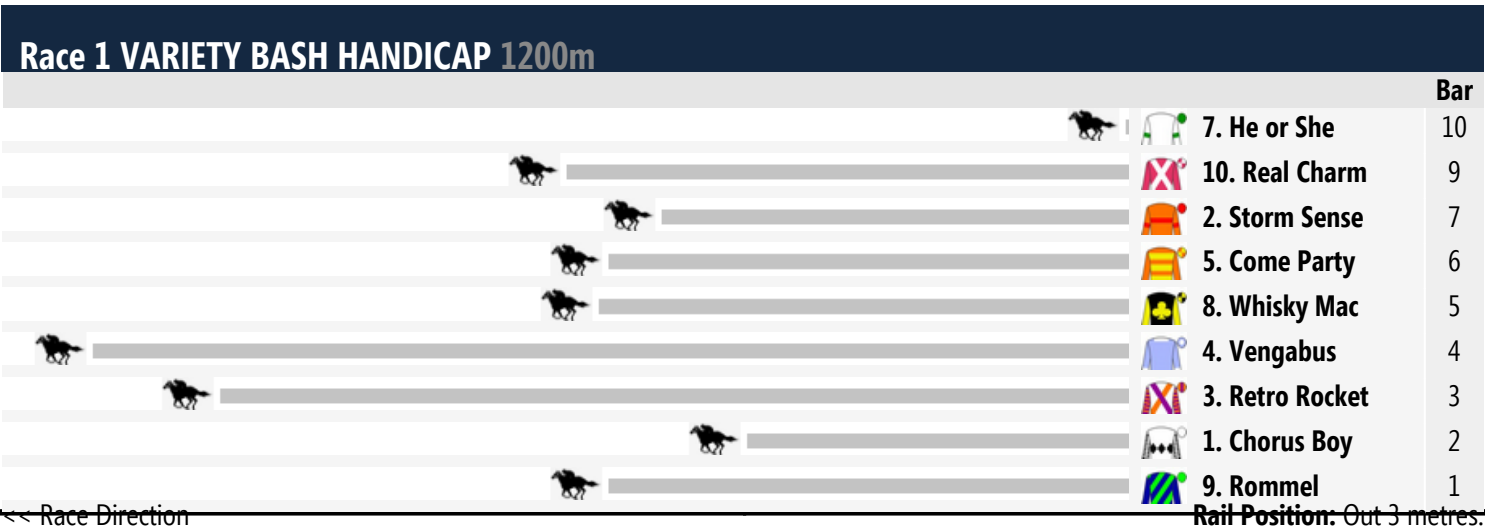 Race 1 VARIETY BASH HANDICAP 1200m
Bar
7. He or She 10
10. Real Charm 9
2. Storm Sense 7
5. Come Party 6
8. Whisky Mac 5
4. Vengabus 4
3. Retro Rocket 3
1. Chorus Boy 2
9. Rommel 1
<< Race Direction Rail Position: Out 3 metres.